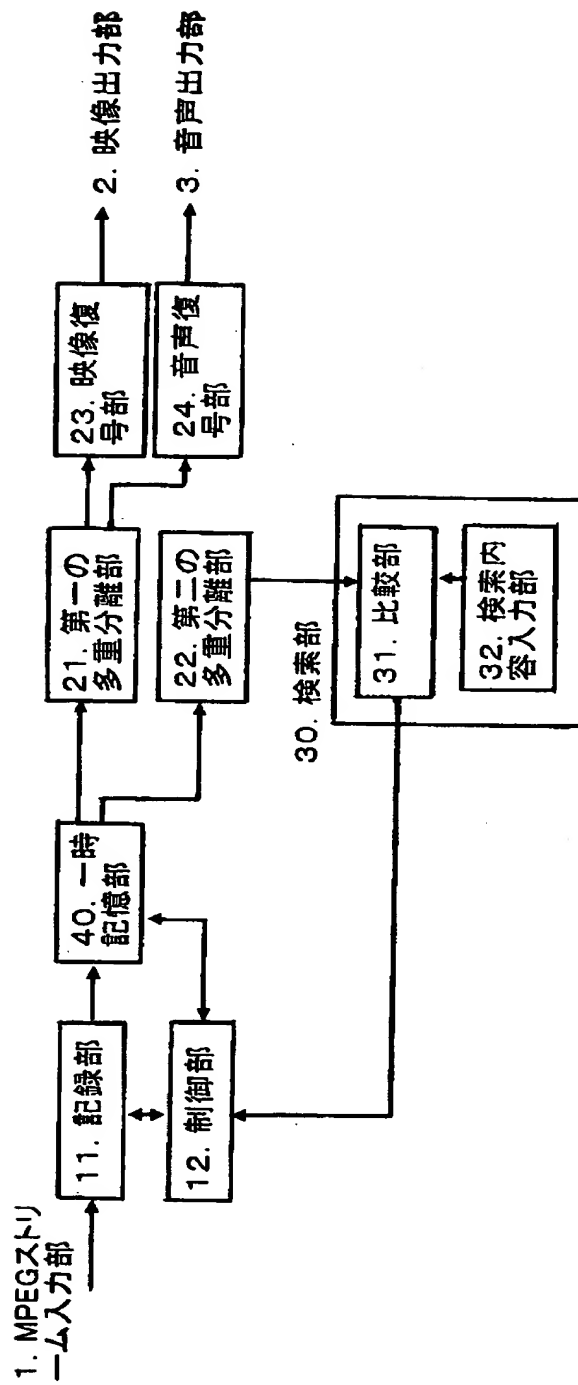 1. MPEGストリ
ーム入力部
11. 記録部
12. 制御部
40. 一時
記憶部
21. 第一の
多重分離部
22. 第二の
多重分離部
23. 映像復
号部
24. 音声復
号部
2. 映像出力部
3. 音声出力部
30. 検索部
31. 比較部
32. 検索内
容入力部